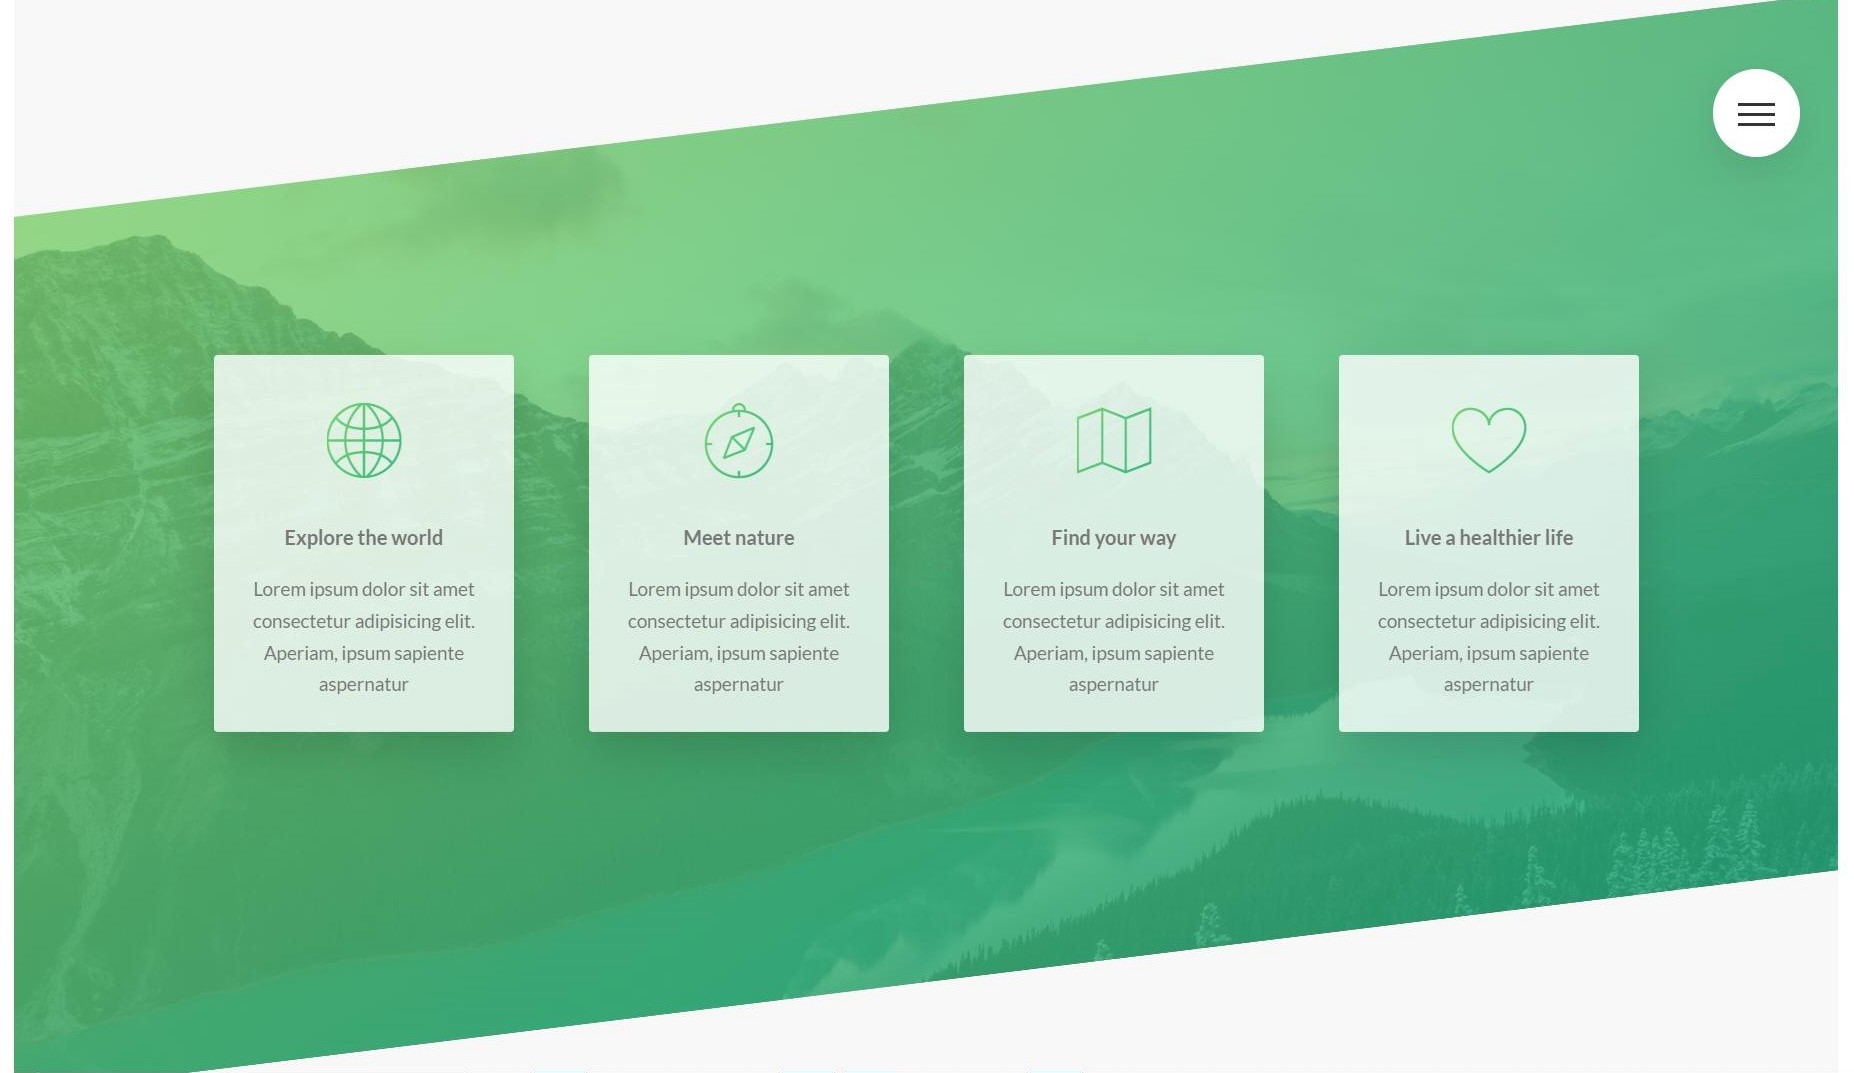 Explore the world
Lorem ipsum dolor sit amet
consectetur adipisicing elit.
Aperiam, ipsum sapiente
aspernatur
Meet nature
Lorem ipsum dolor sit amet
consectetur adipisicing elit.
Aperiam, ipsum sapiente
aspernatur
Find your way
Lorem ipsum dolor sit amet
consectetur adipisicing elit.
Aperiam, ipsum sapiente
aspernatur
Live a healthier life
Lorem ipsum dolor sit amet
consectetur adipisicing elit.
Aperiam, ipsum sapiente
aspernatur